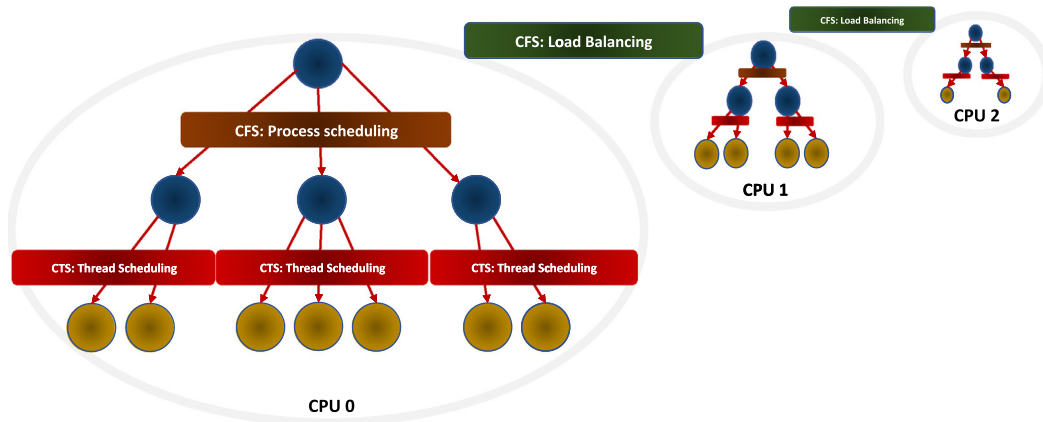 CFS: Load Balancing
CFS: Load Balancing
CFS: Process scheduling
CPU 2
CPU 1
CTS: Thread Scheduling
CTS: Thread Scheduling
CTS: Thread Scheduling
CPU 0